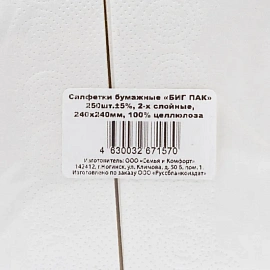 Салфетки бумажные «БИГ ПАК»
250шт.±5%, 2-х слойные,
240х240мм, 100% целлюлоза
4 630032 671570
Изготовитель: ООО «Семья и Комфорт»
142412, г.Ногинск, ул. Климова, д. 50 Б, пом. 1.
Изготовлено по заказу ООО «Руссбланкоиздат»